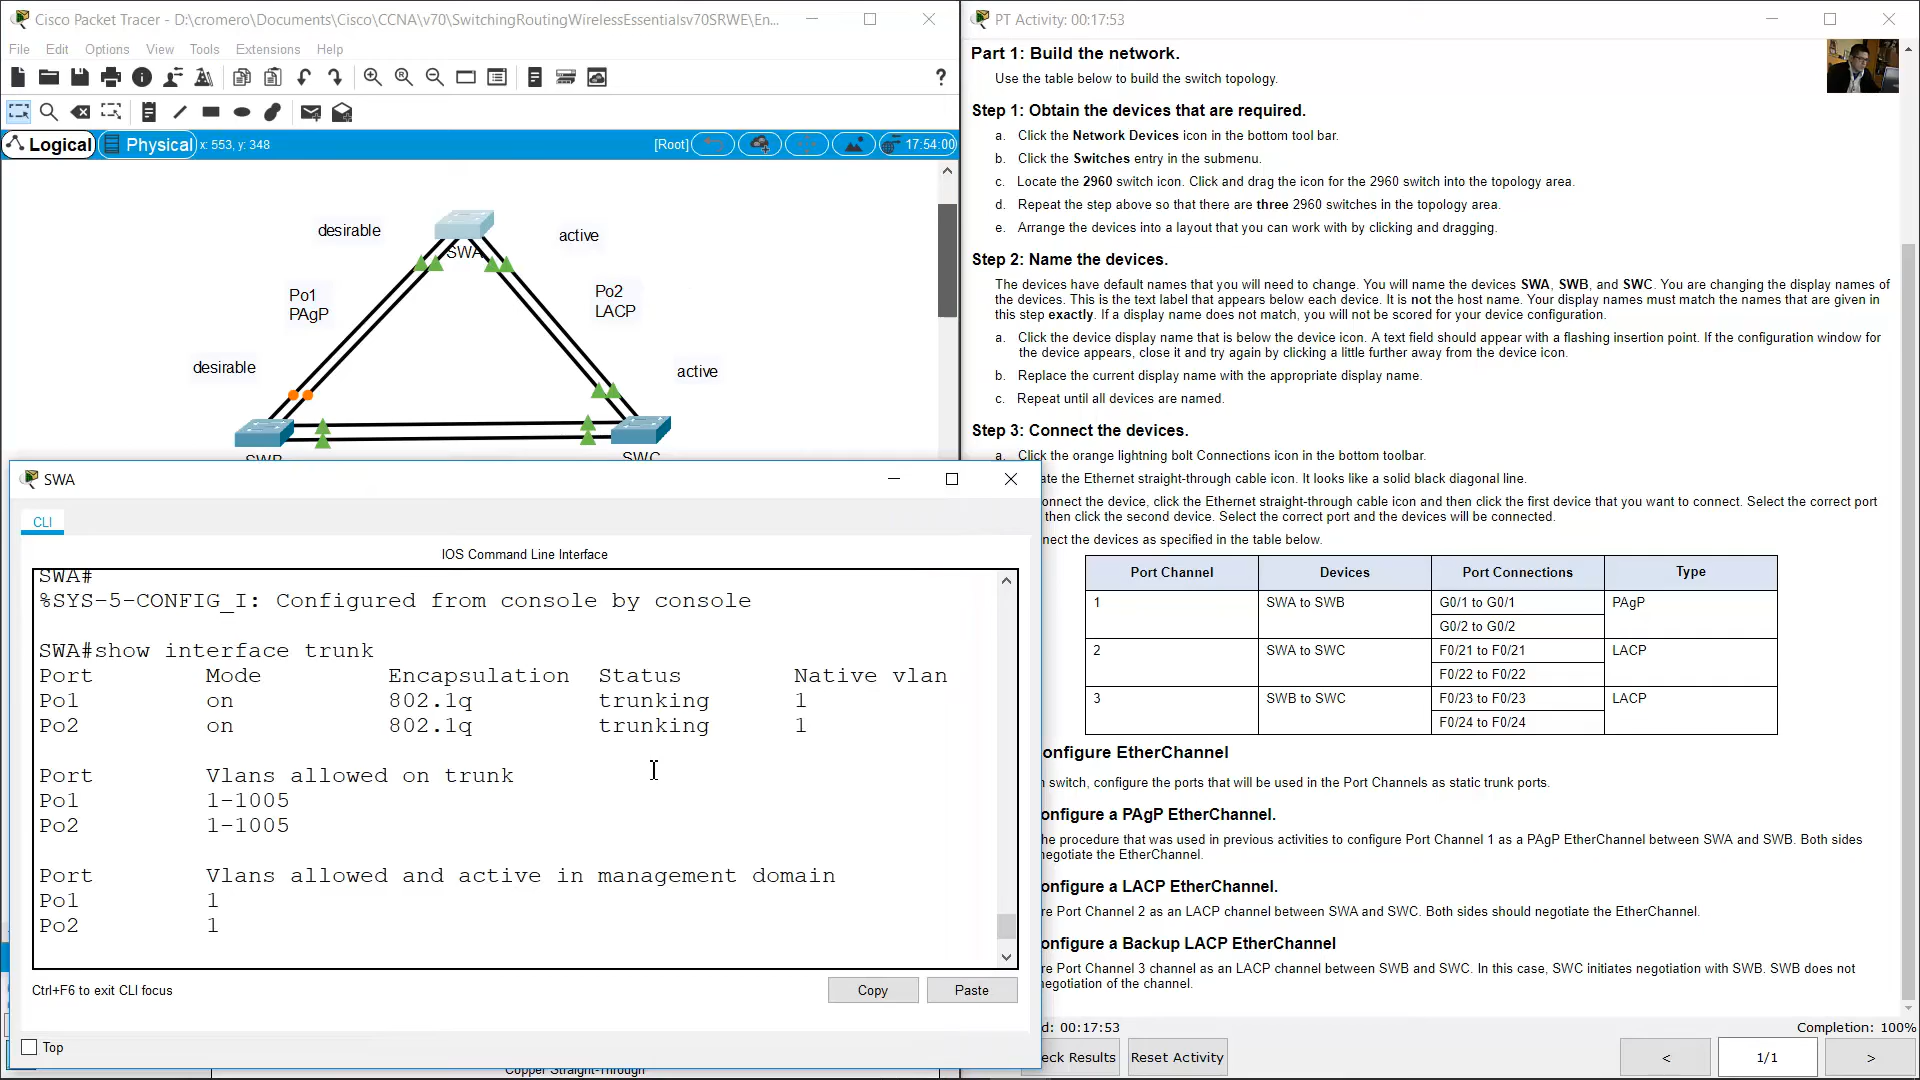 Cisco Packet Tracer - D:\cromero\Documents\Cisco\CCNA\v70\SwitchingRoutingWirelessEssentialsv70SRWE\En...
File Edit Options View Tools Extensions Help
Logical Physical x: 553, y: 348 [Root] 17:54:00
desirable
SWA
active
Po1
PAgP
Po2
LACP
desirable
active
SWB
SWC
SWA
CLI
IOS Command Line Interface
SWA#
%SYS-5-CONFIG_I: Configured from console by console
SWA#show interface trunk
Port Mode Encapsulation Status Native vlan
Po1 on 802.1q trunking 1
Po2 on 802.1q trunking 1
Port Vlans allowed on trunk
Po1 1-1005
Po2 1-1005
Port Vlans allowed and active in management domain
Po1 1
Po2 1
Ctrl+F6 to exit CLI focus
Copy Paste
Top
Copper Straight-Through
PT Activity: 00:17:53
Part 1: Build the network.
Use the table below to build the switch topology.
Step 1: Obtain the devices that are required.
a. Click the Network Devices icon in the bottom tool bar.
b. Click the Switches entry in the submenu.
c. Locate the 2960 switch icon. Click and drag the icon for the 2960 switch into the topology area.
d. Repeat the step above so that there are three 2960 switches in the topology area.
e. Arrange the devices into a layout that you can work with by clicking and dragging.
Step 2: Name the devices.
The devices have default names that you will need to change. You will name the devices SWA, SWB, and SWC. You are changing the display names of
the devices. This is the text label that appears below each device. It is not the host name. Your display names must match the names that are given in
this step exactly. If a display name does not match, you will not be scored for your device configuration.
a. Click the device display name that is below the device icon. A text field should appear with a flashing insertion point. If the configuration window for
the device appears, close it and try again by clicking a little further away from the device icon.
b. Replace the current display name with the appropriate display name.
c. Repeat until all devices are named.
Step 3: Connect the devices.
a. Click the orange lightning bolt Connections icon in the bottom toolbar.
ate the Ethernet straight-through cable icon. It looks like a solid black diagonal line.
onnect the device, click the Ethernet straight-through cable icon and then click the first device that you want to connect. Select the correct port
then click the second device. Select the correct port and the devices will be connected.
nect the devices as specified in the table below.
Port Channel Devices Port Connections Type
1 SWA to SWB G0/1 to G0/1 PAgP
G0/2 to G0/2
2 SWA to SWC F0/21 to F0/21 LACP
F0/22 to F0/22
3 SWB to SWC F0/23 to F0/23 LACP
F0/24 to F0/24
onfigure EtherChannel
switch, configure the ports that will be used in the Port Channels as static trunk ports.
onfigure a PAgP EtherChannel.
he procedure that was used in previous activities to configure Port Channel 1 as a PAgP EtherChannel between SWA and SWB. Both sides
negotiate the EtherChannel.
onfigure a LACP EtherChannel.
re Port Channel 2 as an LACP channel between SWA and SWC. Both sides should negotiate the EtherChannel.
onfigure a Backup LACP EtherChannel
re Port Channel 3 channel as an LACP channel between SWB and SWC. In this case, SWC initiates negotiation with SWB. SWB does not
negotiation of the channel.
d: 00:17:53 Completion: 100%
eck Results Reset Activity < 1/1 >